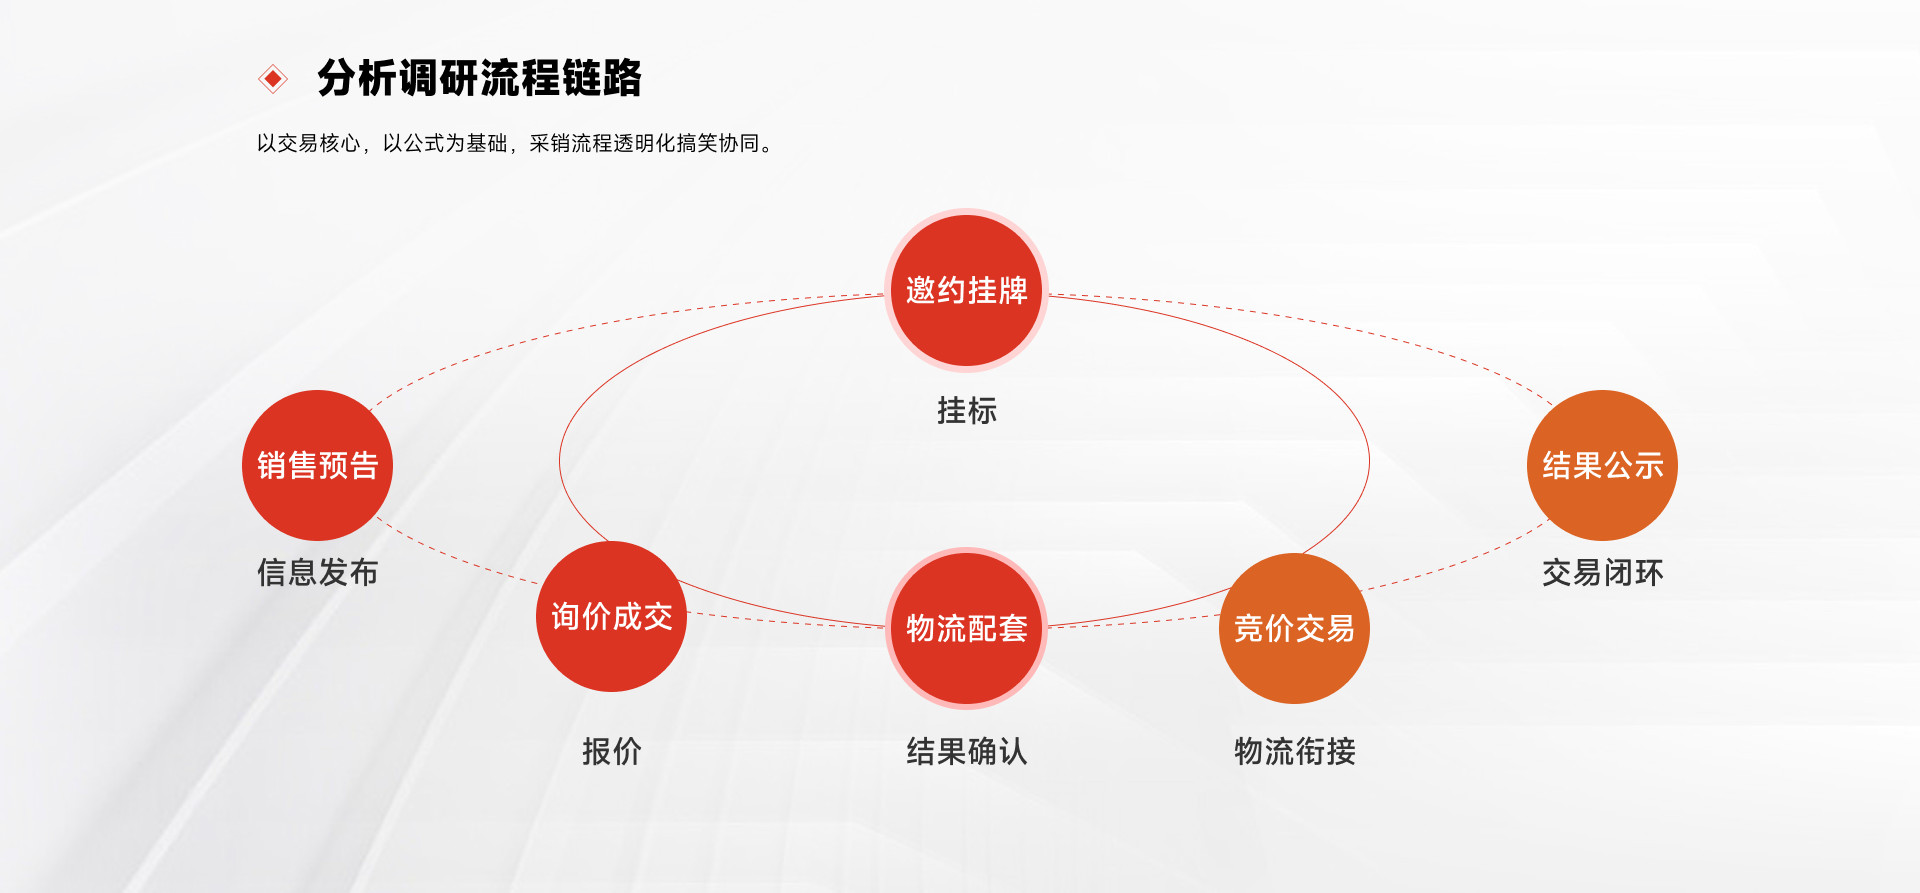 分析调研流程链路
以交易核心，以公式为基础，采销流程透明化搞笑协同。
邀约挂牌
挂标
销售预告
信息发布
结果公示
交易闭环
询价成交
报价
物流配套
结果确认
竞价交易
物流衔接